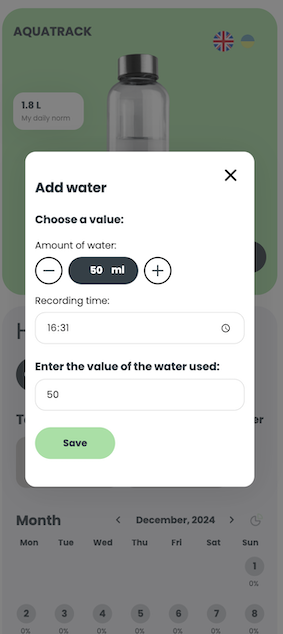 AQUATRACK
1.8 L
My daily norm
Add water
Choose a value:
Amount of water:
50 ml
Recording time:
16:31
Enter the value of the water used:
50
Save
Month
December, 2024
Mon Tue Wed Thu Fri Sat Sun
1
0%
2 3 4 5 6 7 8
0% 0% 0% 0% 0% 0% 0%